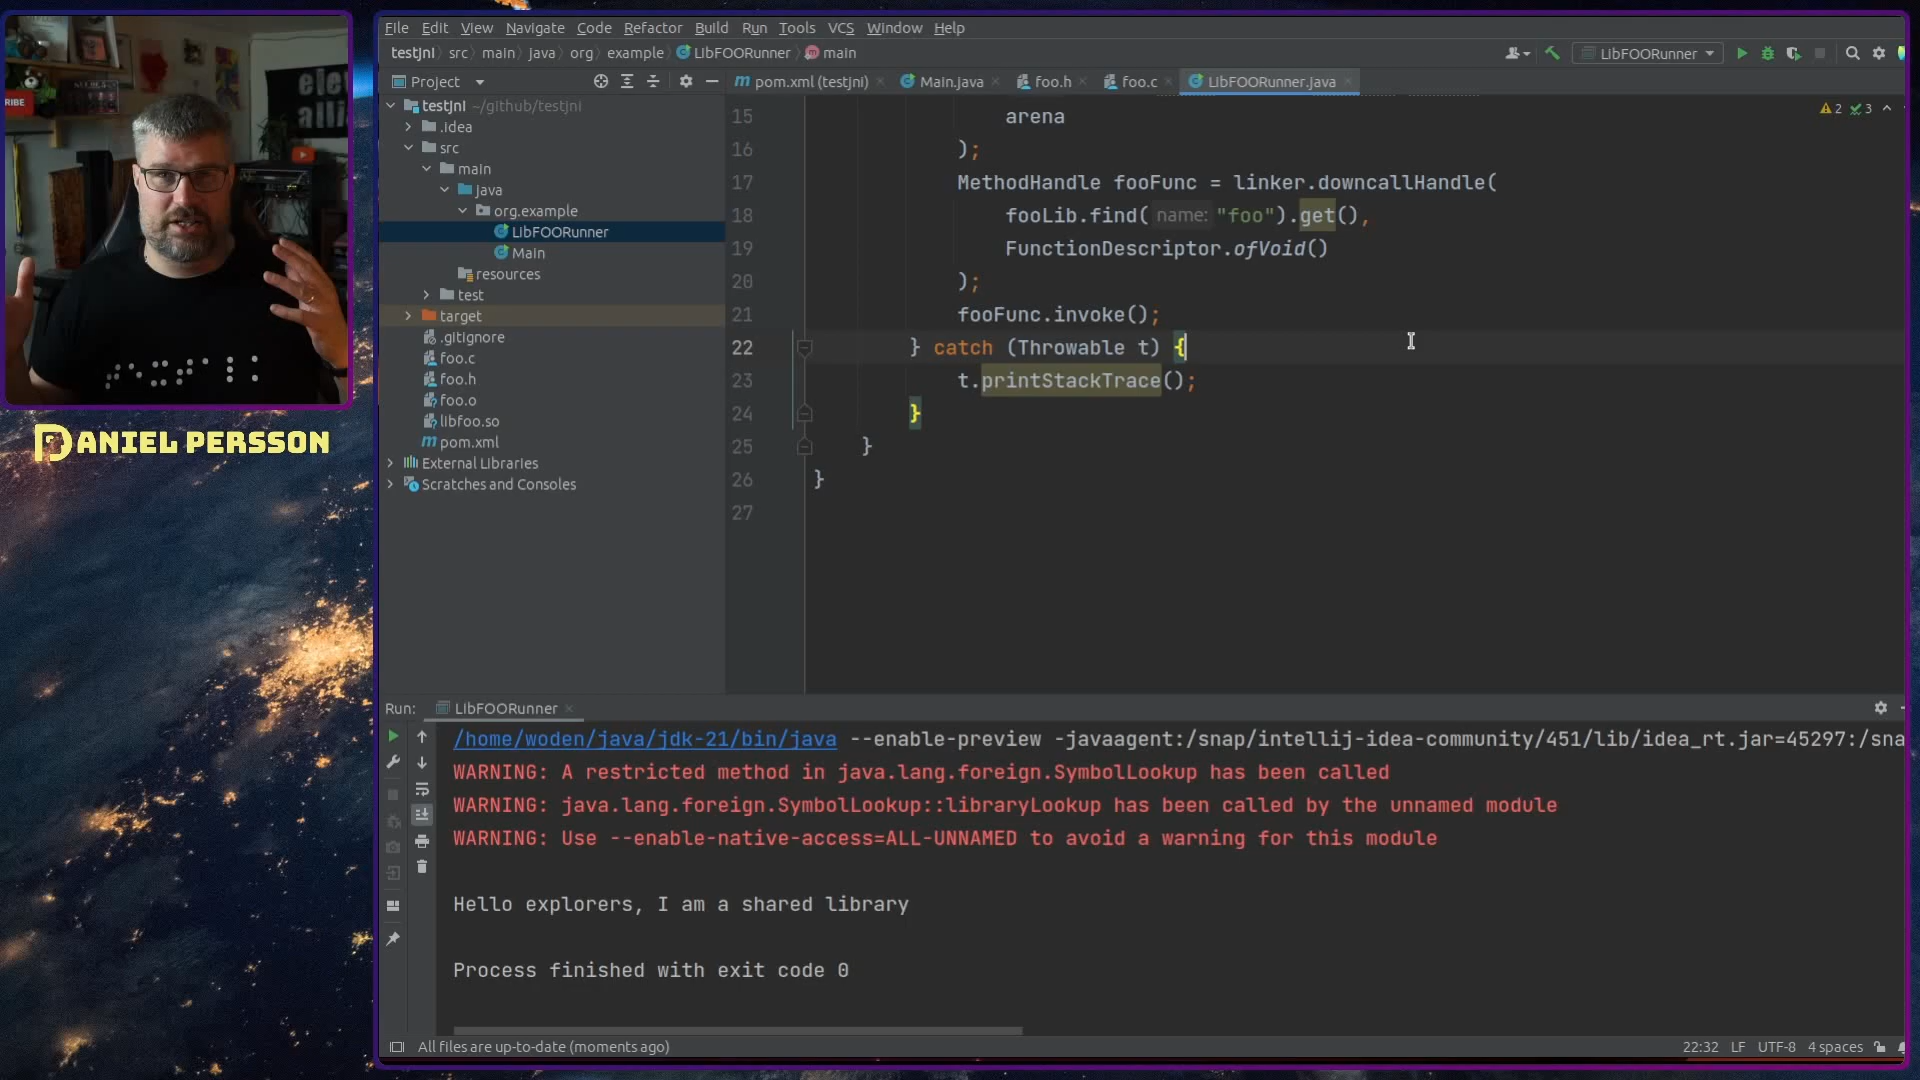 File Edit View Navigate Code Refactor Build Run Tools VCS Window Help
testjni src main java org example LibFOORunner main
LibFOORunner
Project
pom.xml (testjni) Main.java foo.h foo.c LibFOORunner.java
testjni ~/github/testjni
.idea
src
main
java
org.example
LibFOORunner
Main
resources
test
target
.gitignore
foo.c
foo.h
foo.o
libfoo.so
pom.xml
External Libraries
Scratches and Consoles
2 3
15 arena
16 );
17 MethodHandle fooFunc = linker.downcallHandle(
18 fooLib.find( name: "foo").get(),
19 FunctionDescriptor.ofVoid()
20 );
21 fooFunc.invoke();
22 } catch (Throwable t) {
23 t.printStackTrace();
24 }
25 }
26 }
27
RIBE
DANIEL PERSSON
Run: LibFOORunner
/home/woden/java/jdk-21/bin/java --enable-preview -javaagent:/snap/intellij-idea-community/451/lib/idea_rt.jar=45297:/sna
WARNING: A restricted method in java.lang.foreign.SymbolLookup has been called
WARNING: java.lang.foreign.SymbolLookup::libraryLookup has been called by the unnamed module
WARNING: Use --enable-native-access=ALL-UNNAMED to avoid a warning for this module
Hello explorers, I am a shared library
Process finished with exit code 0
All files are up-to-date (moments ago)
22:32 LF UTF-8 4 spaces